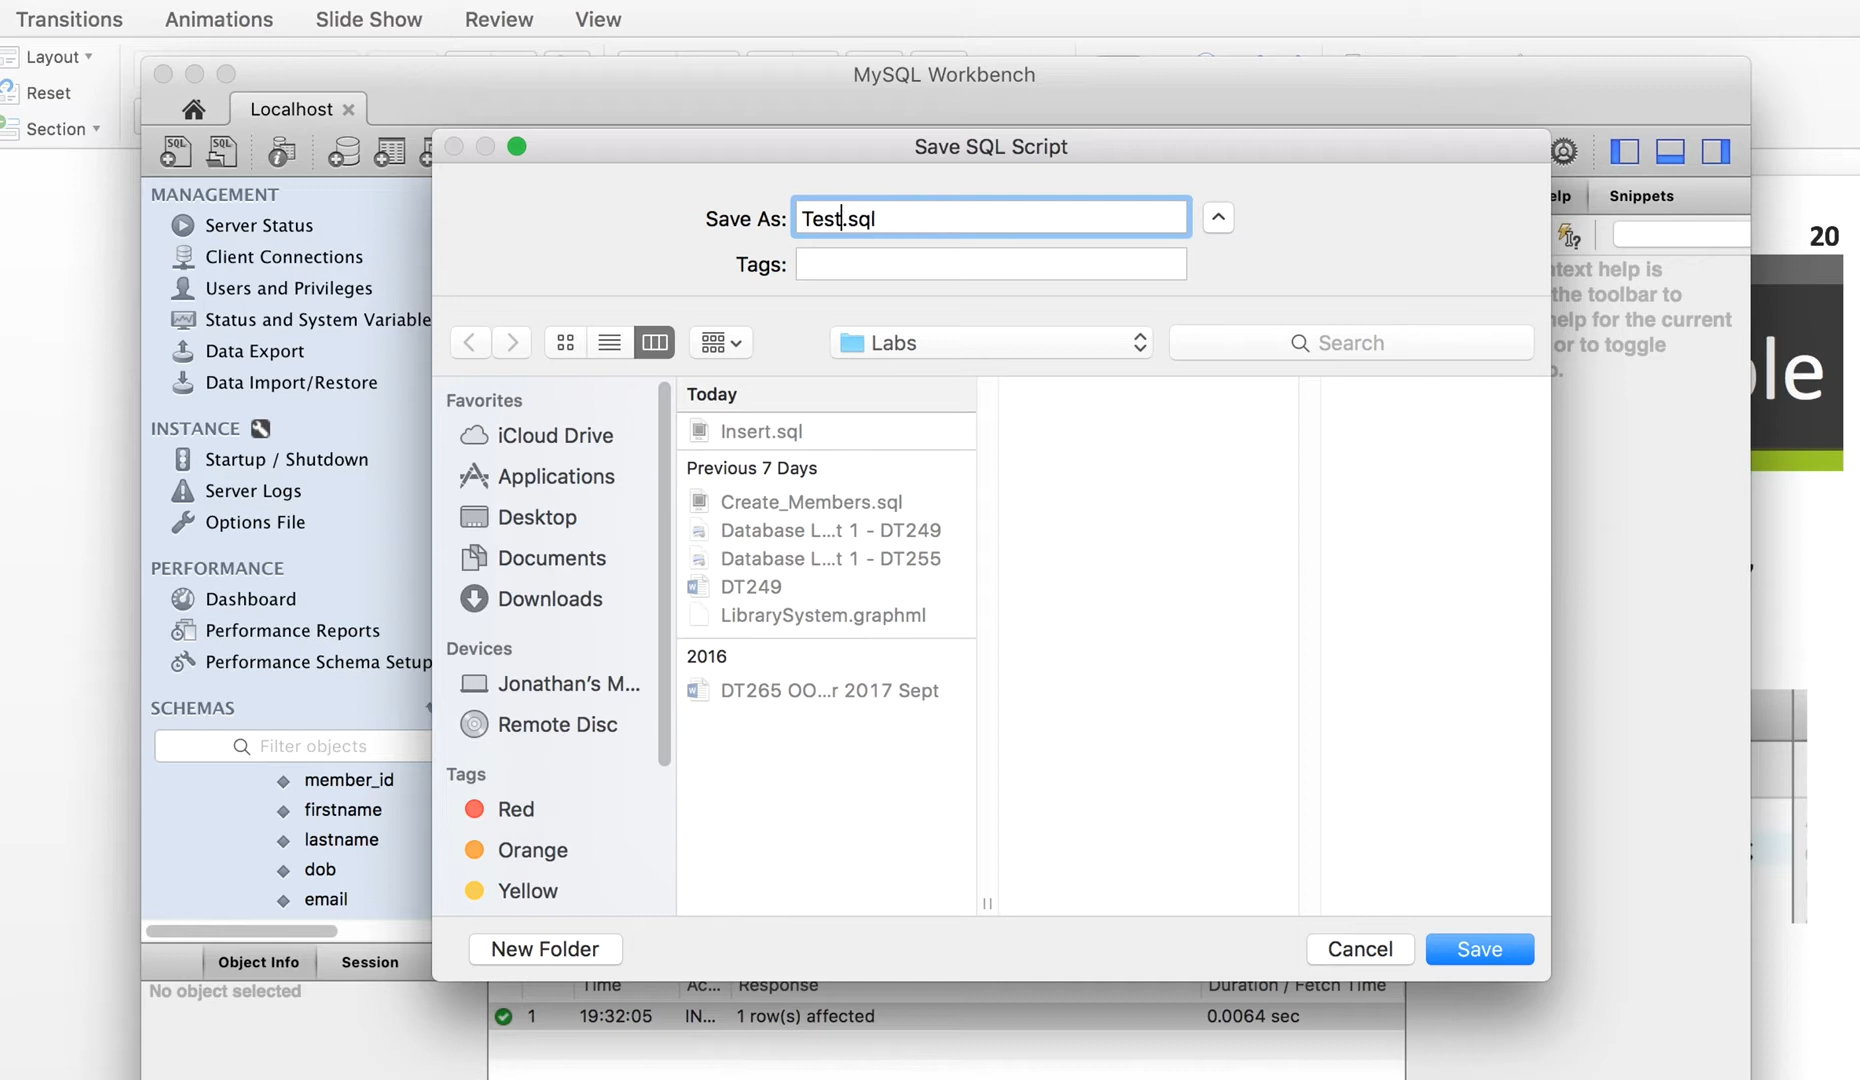 Transitions Animations Slide Show Review View
Layout
Reset
Section
MySQL Workbench
Localhost
SQL SQL
Save SQL Script
MANAGEMENT
Server Status
Client Connections
Users and Privileges
Status and System Variable
Data Export
Data Import/Restore
INSTANCE
Startup / Shutdown
Server Logs
Options File
PERFORMANCE
Dashboard
Performance Reports
Performance Schema Setup
SCHEMAS
Filter objects
member_id
firstname
lastname
dob
email
Object Info Session
No object selected
Save As: Test.sql
Tags:
Labs
Search
Favorites
iCloud Drive
Applications
Desktop
Documents
Downloads
Devices
Jonathan's M...
Remote Disc
Tags
Red
Orange
Yellow
Today
Insert.sql
Previous 7 Days
Create_Members.sql
Database L...t 1 - DT249
Database L...t 1 - DT255
DT249
LibrarySystem.graphml
2016
DT265 OO...r 2017 Sept
New Folder Cancel Save
Time Ac... Response Duration / Fetch Time
1 19:32:05 IN... 1 row(s) affected 0.0064 sec
elp Snippets
text help is
the toolbar to
help for the current
or to toggle
20
ole